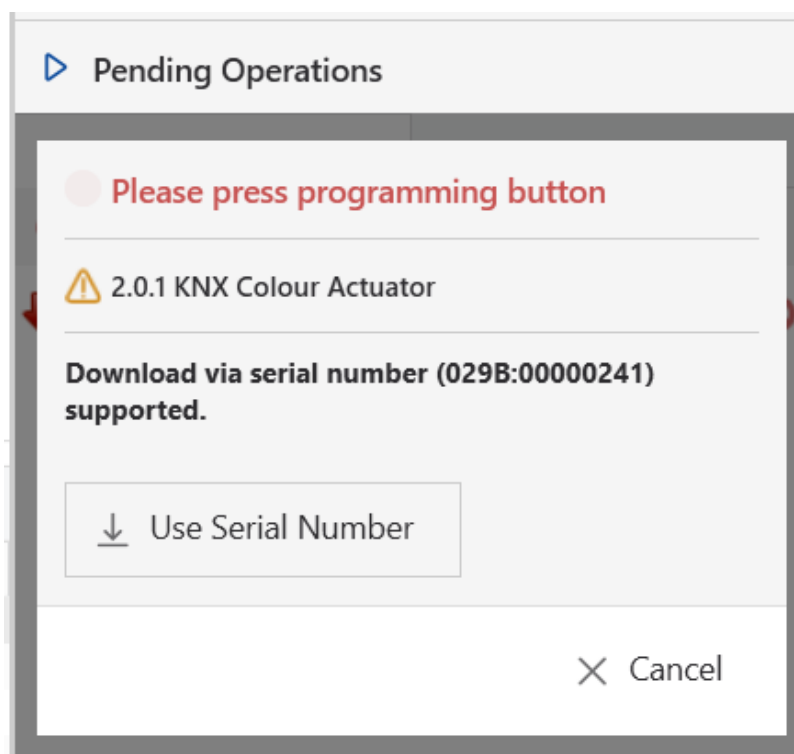 Pending Operations
Please press programming button
2.0.1 KNX Colour Actuator
Download via serial number (029B:00000241)
supported.
Use Serial Number
Cancel